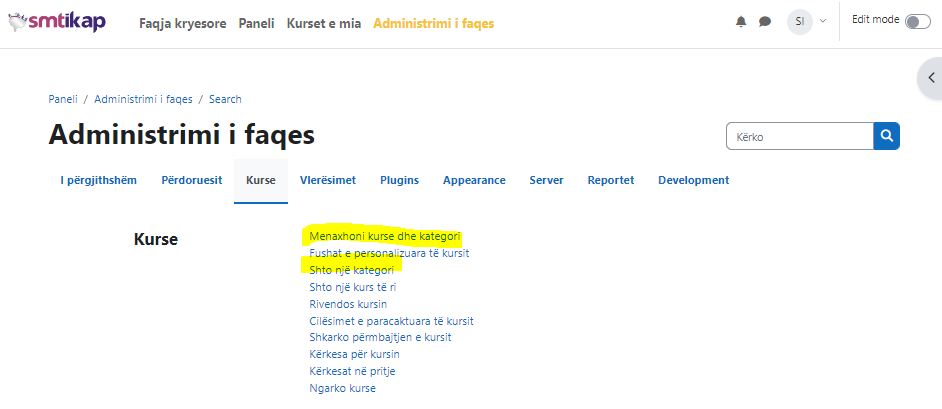 smtikap Faqja kryesore Paneli Kurset e mia Administrimi i faqes SI Edit mode
Paneli / Administrimi i faqes / Search
Administrimi i faqes
Kërko
I përgjithshëm Përdoruesit Kurse Vlerësimet Plugins Appearance Server Reportet Development
Kurse
Menaxhoni kurse dhe kategori
Fushat e personalizuara të kursit
Shto një kategori
Shto një kurs të ri
Rivendos kursin
Cilësimet e paracaktuara të kursit
Shkarko përmbajtjen e kursit
Kërkesa për kursin
Kërkesat në pritje
Ngarko kurse